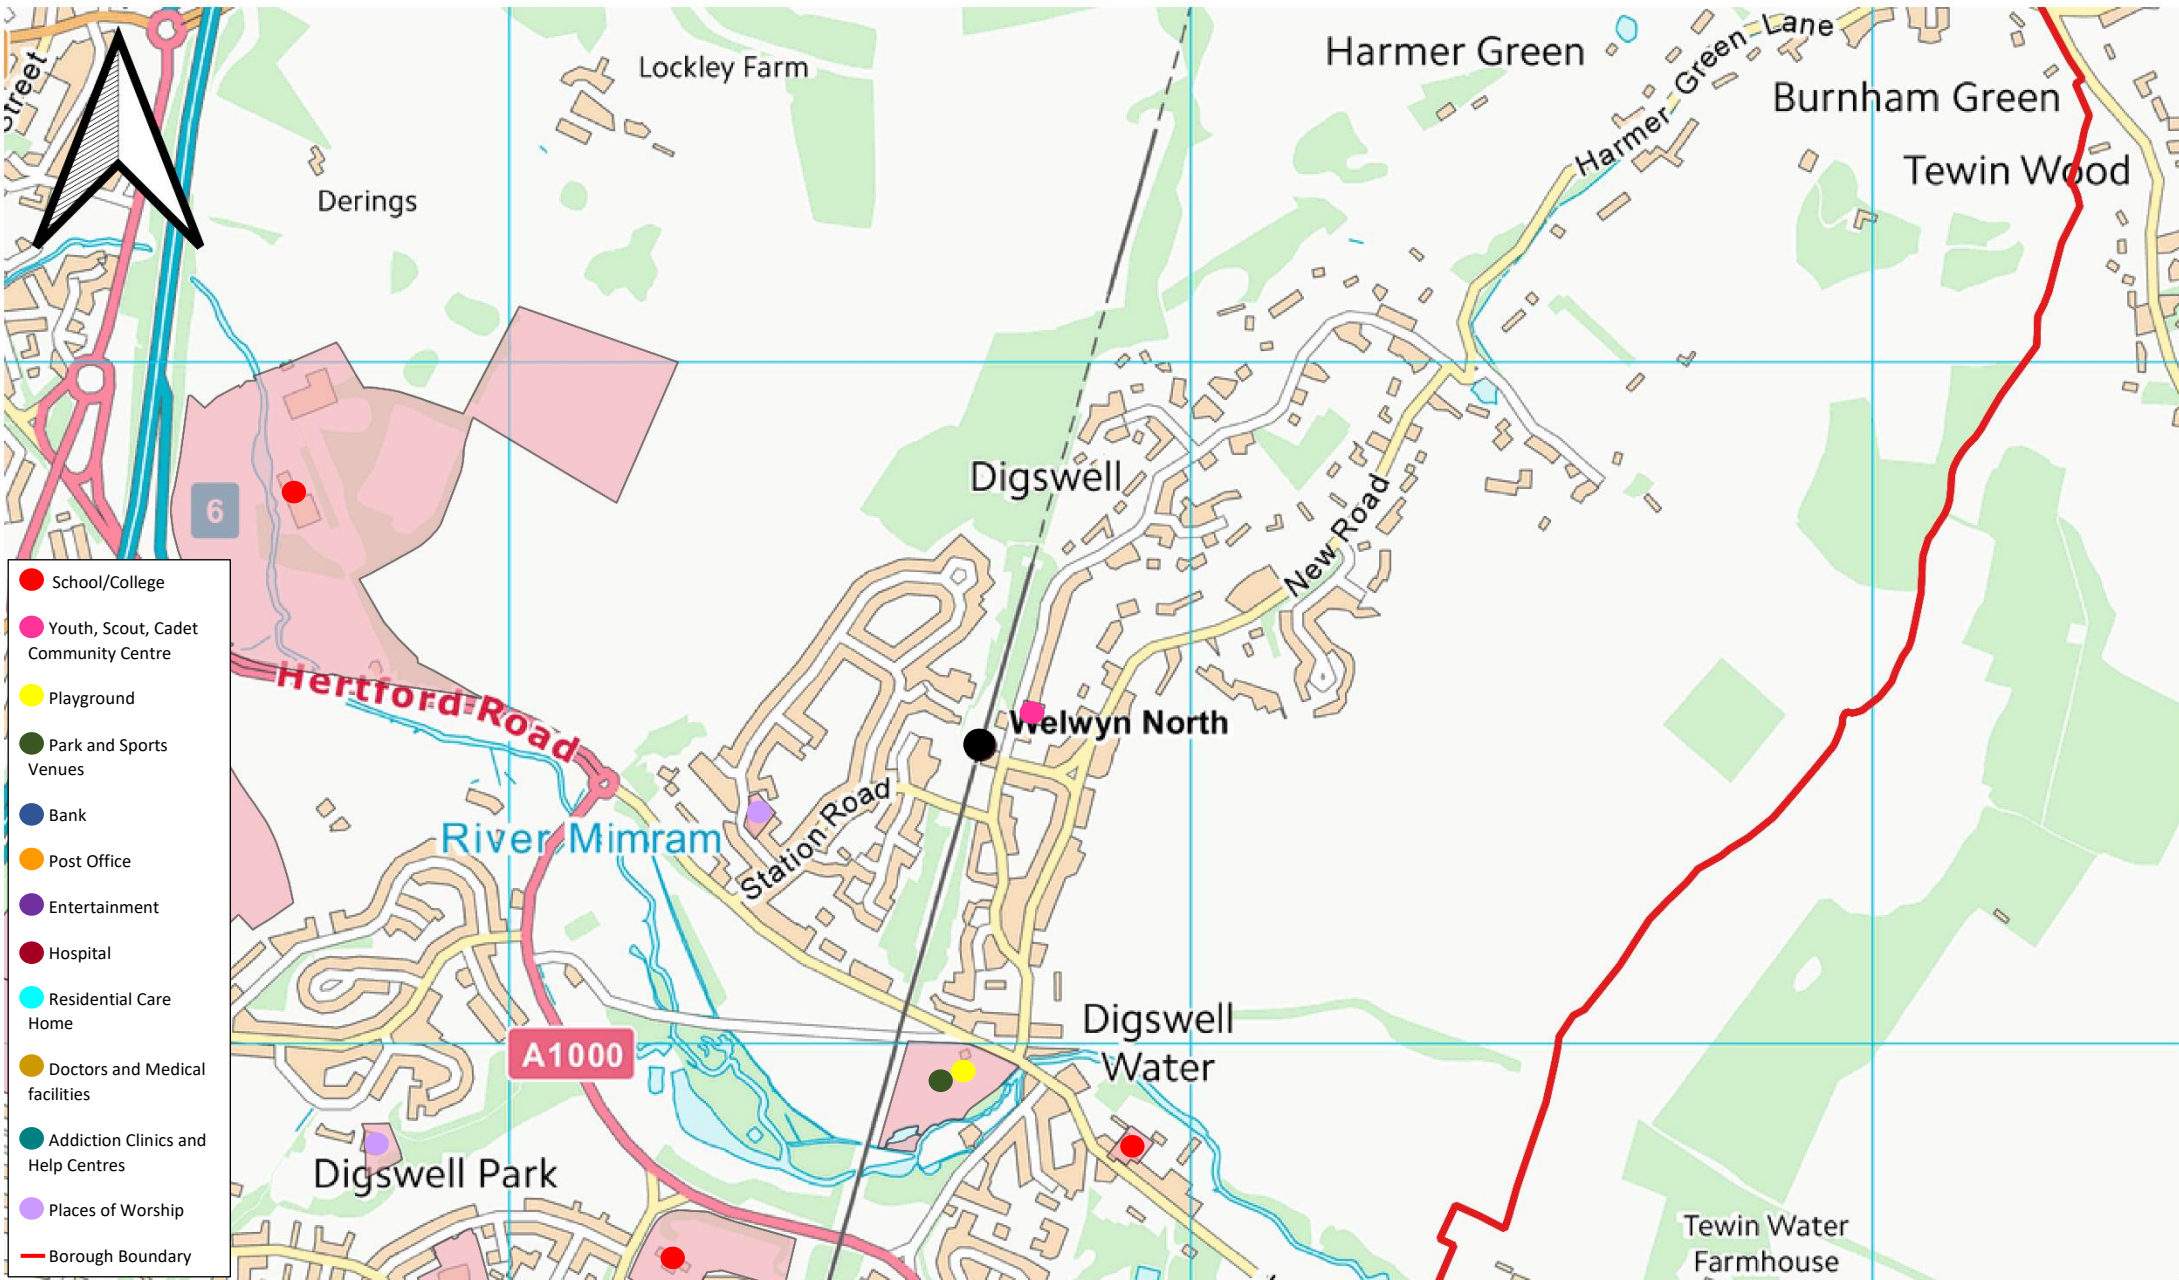 Street
Lockley Farm
Harmer Green
Harmer Green Lane
Burnham Green
Tewin Wood
Derings
Digswell
6
New Road
Hertford Road
Welwyn North
River Mimram
Station Road
Digswell
Water
A1000
Digswell Park
Tewin Water
Farmhouse
School/College
Youth, Scout, Cadet
Community Centre
Playground
Park and Sports
Venues
Bank
Post Office
Entertainment
Hospital
Residential Care
Home
Doctors and Medical
facilities
Addiction Clinics and
Help Centres
Places of Worship
Borough Boundary